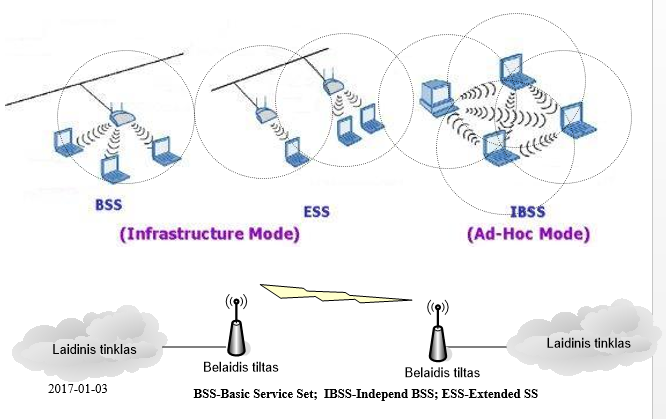 BSS
ESS
IBSS
(Infrastructure Mode)
(Ad-Hoc Mode)
Laidinis tinklas
Belaidis tiltas
Belaidis tiltas
Laidinis tinklas
2017-01-03
BSS-Basic Service Set; IBSS-Independ BSS; ESS-Extended SS